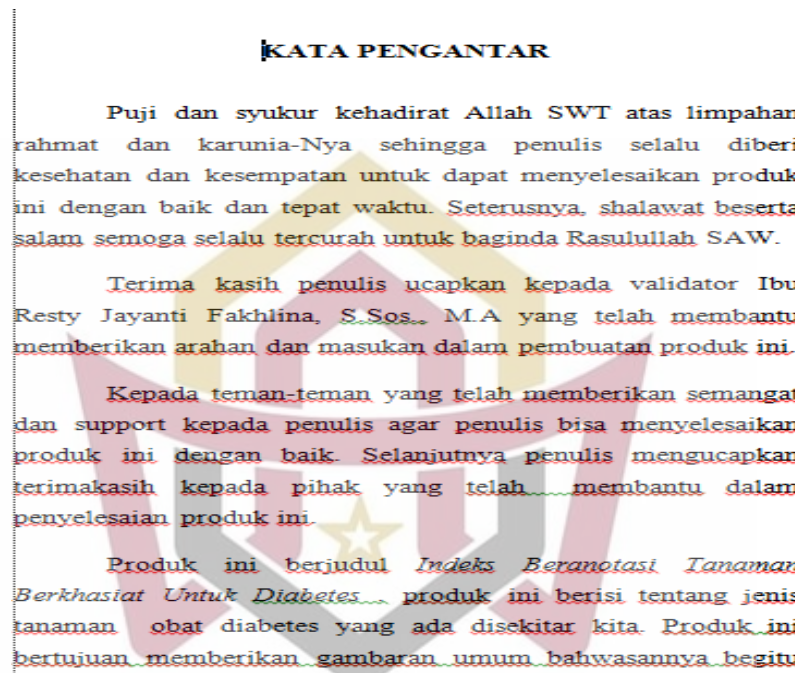 KATA PENGANTAR
Puji dan syukur kehadirat Allah SWT atas limpahan
rahmat dan karunia-Nya sehingga penulis selalu diberi
kesehatan dan kesempatan untuk dapat menyelesaikan produk
ini dengan baik dan tepat waktu. Seterusnya, shalawat beserta
salam semoga selalu tercurah untuk baginda Rasulullah SAW.
Terima kasih penulis ucapkan kepada validator Ibu
Resty Jayanti Fakhlina, S.Sos., M.A yang telah membantu
memberikan arahan dan masukan dalam pembuatan produk ini.
Kepada teman-teman yang telah memberikan semangat
dan support kepada penulis agar penulis bisa menyelesaikan
produk ini dengan baik. Selanjutnya penulis mengucapkan
terimakasih kepada pihak yang telah membantu dalam
penyelesaian produk ini.
Produk ini berjudul Indeks Beranotasi Tanaman
Berkhasiat Untuk Diabetes , produk ini berisi tentang jenis
tanaman obat diabetes yang ada disekitar kita. Produk ini
bertujuan memberikan gambaran umum bahwasannya begitu